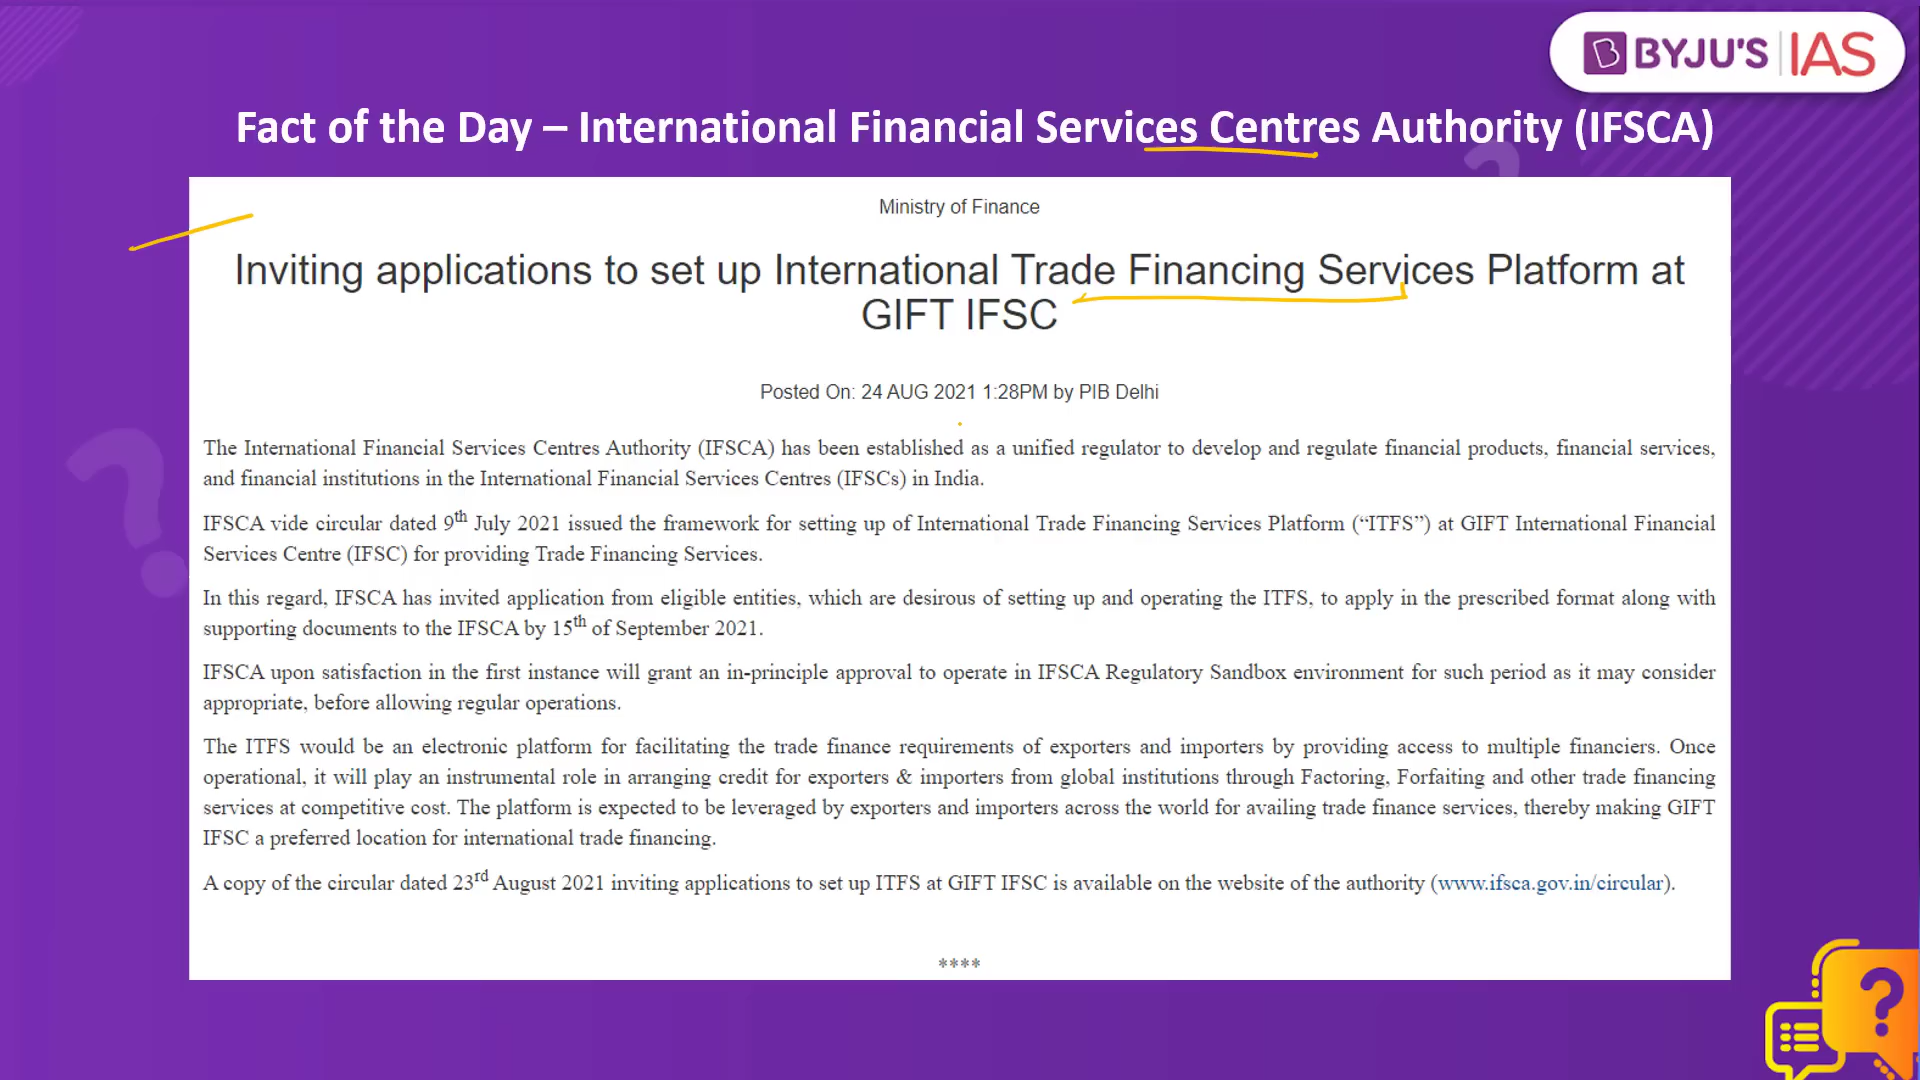 BYJU'S IAS
Fact of the Day – International Financial Services Centres Authority (IFSCA)
Ministry of Finance
Inviting applications to set up International Trade Financing Services Platform at
GIFT IFSC
Posted On: 24 AUG 2021 1:28PM by PIB Delhi
The International Financial Services Centres Authority (IFSCA) has been established as a unified regulator to develop and regulate financial products, financial services,
and financial institutions in the International Financial Services Centres (IFSCs) in India.
IFSCA vide circular dated 9th July 2021 issued the framework for setting up of International Trade Financing Services Platform (“ITFS”) at GIFT International Financial
Services Centre (IFSC) for providing Trade Financing Services.
In this regard, IFSCA has invited application from eligible entities, which are desirous of setting up and operating the ITFS, to apply in the prescribed format along with
supporting documents to the IFSCA by 15th of September 2021.
IFSCA upon satisfaction in the first instance will grant an in-principle approval to operate in IFSCA Regulatory Sandbox environment for such period as it may consider
appropriate, before allowing regular operations.
The ITFS would be an electronic platform for facilitating the trade finance requirements of exporters and importers by providing access to multiple financiers. Once
operational, it will play an instrumental role in arranging credit for exporters & importers from global institutions through Factoring, Forfaiting and other trade financing
services at competitive cost. The platform is expected to be leveraged by exporters and importers across the world for availing trade finance services, thereby making GIFT
IFSC a preferred location for international trade financing.
A copy of the circular dated 23rd August 2021 inviting applications to set up ITFS at GIFT IFSC is available on the website of the authority (www.ifsca.gov.in/circular).
****